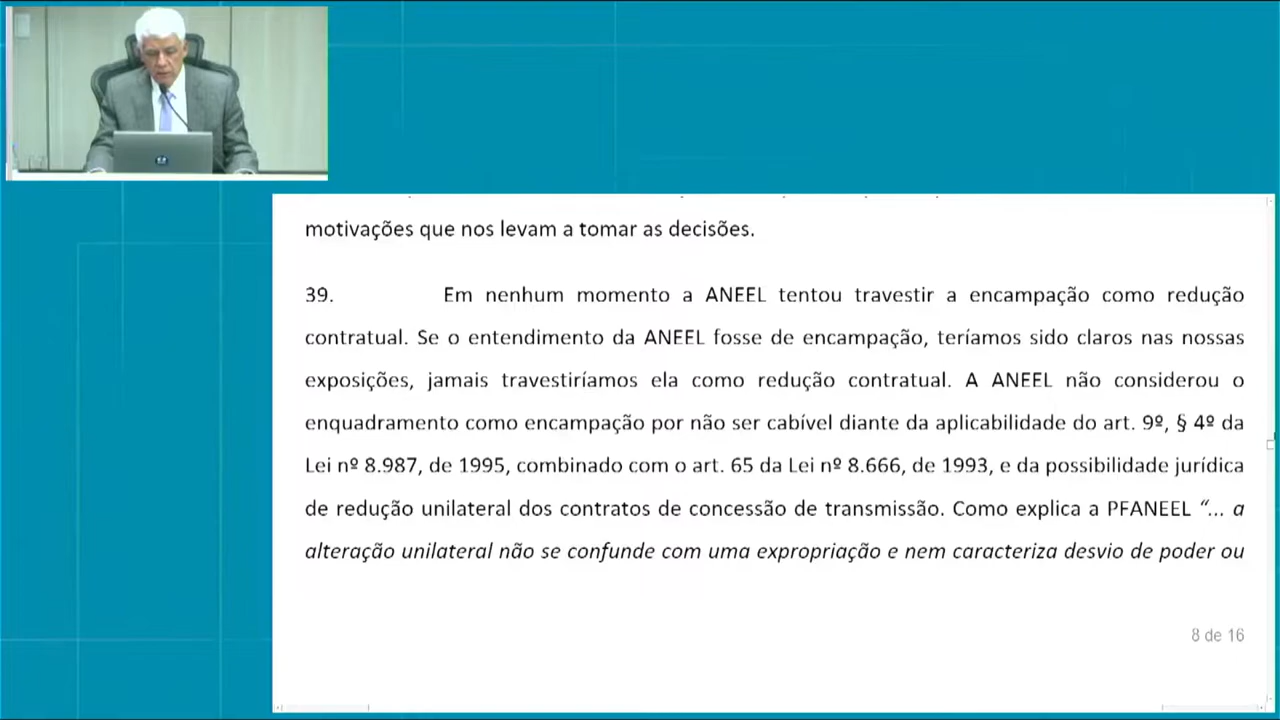 motivações que nos levam a tomar as decisões.
39. Em nenhum momento a ANEEL tentou travestir a encampação como redução
contratual. Se o entendimento da ANEEL fosse de encampação, teríamos sido claros nas nossas
exposições, jamais travestiríamos ela como redução contratual. A ANEEL não considerou o
enquadramento como encampação por não ser cabível diante da aplicabilidade do art. 9º, § 4º da
Lei nº 8.987, de 1995, combinado com o art. 65 da Lei nº 8.666, de 1993, e da possibilidade jurídica
de redução unilateral dos contratos de concessão de transmissão. Como explica a PFANEEL “... a
alteração unilateral não se confunde com uma expropriação e nem caracteriza desvio de poder ou
8 de 16